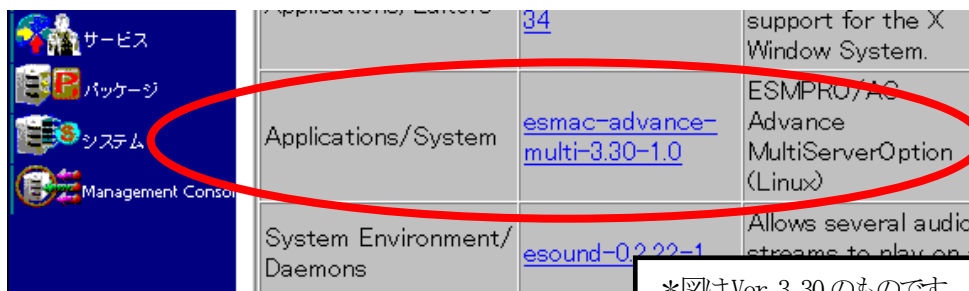 サービス
パッケージ
システム
Management Consol
34
support for the X
Window System.
Applications/System
esmac-advance-
multi-3.30-1.0
ESMPRO/AC
Advance
MultiServerOption
(Linux)
System Environment/
Daemons
esound-0.2.22-1
Allows several audio
streams to play on
*図はVer.3.30のものです